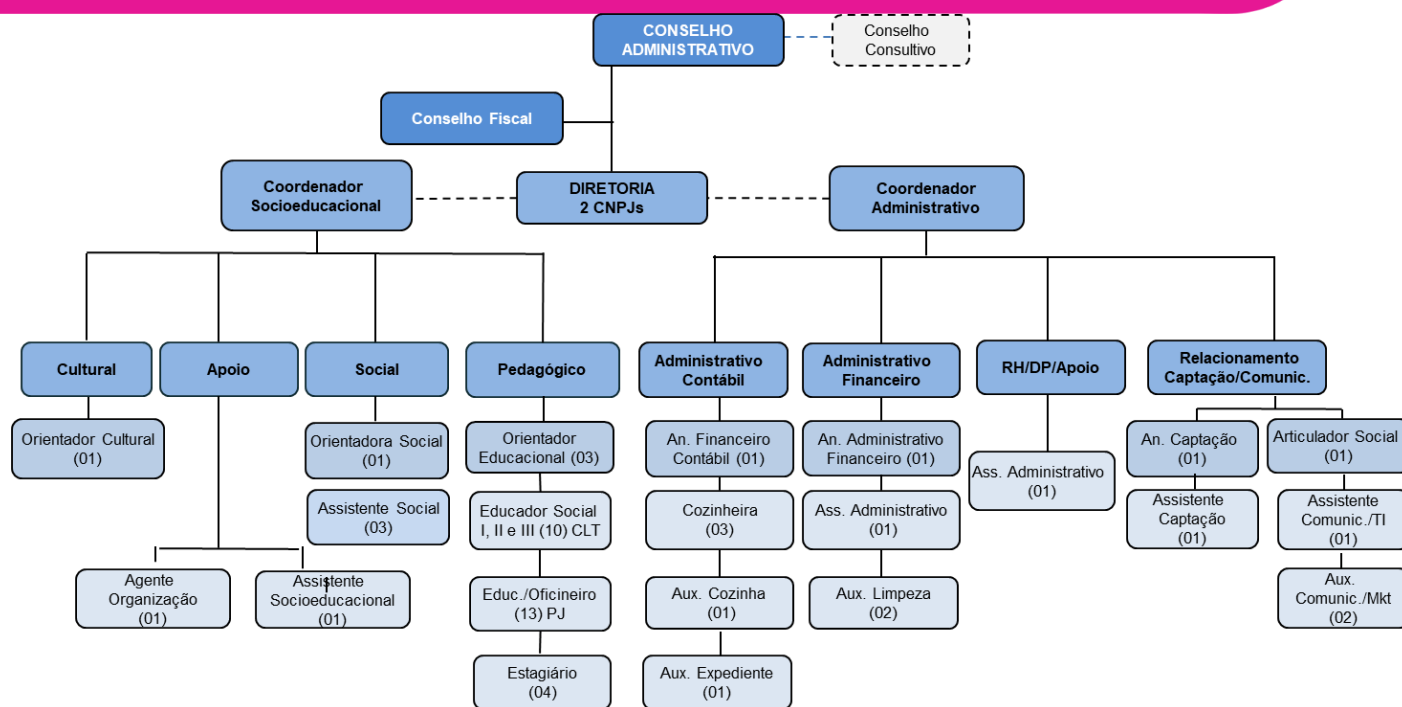 CONSELHO
ADMINISTRATIVO
Conselho
Consultivo
Conselho Fiscal
Coordenador
Socioeducacional
DIRETORIA
2 CNPJs
Coordenador
Administrativo
Cultural
Apoio
Social
Pedagógico
Administrativo
Contábil
Administrativo
Financeiro
RH/DP/Apoio
Relacionamento
Captação/Comunic.
Orientador Cultural
(01)
Orientadora Social
(01)
Assistente Social
(03)
Agente
Organização
(01)
Assistente
Socioeducacional
(01)
Orientador
Educacional (03)
Educador Social
I, II e III (10) CLT
Educ./Oficineiro
(13) PJ
Estagiário
(04)
An. Financeiro
Contábil (01)
Cozinheira
(03)
Aux. Cozinha
(01)
Aux. Expediente
(01)
An. Administrativo
Financeiro (01)
Ass. Administrativo
(01)
Aux. Limpeza
(02)
Ass. Administrativo
(01)
An. Captação
(01)
Assistente
Captação
(01)
Articulador Social
(01)
Assistente
Comunic./TI
(01)
Aux.
Comunic./Mkt
(02)